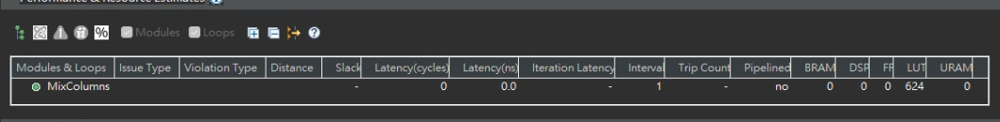 Performance & Resource Estimates
% Modules Loops
Modules & Loops Issue Type Violation Type Distance Slack Latency(cycles) Latency(ns) Iteration Latency Interval Trip Count Pipelined BRAM DSP FF LUT URAM
MixColumns - 0 0.0 - 1 - no 0 0 0 624 0